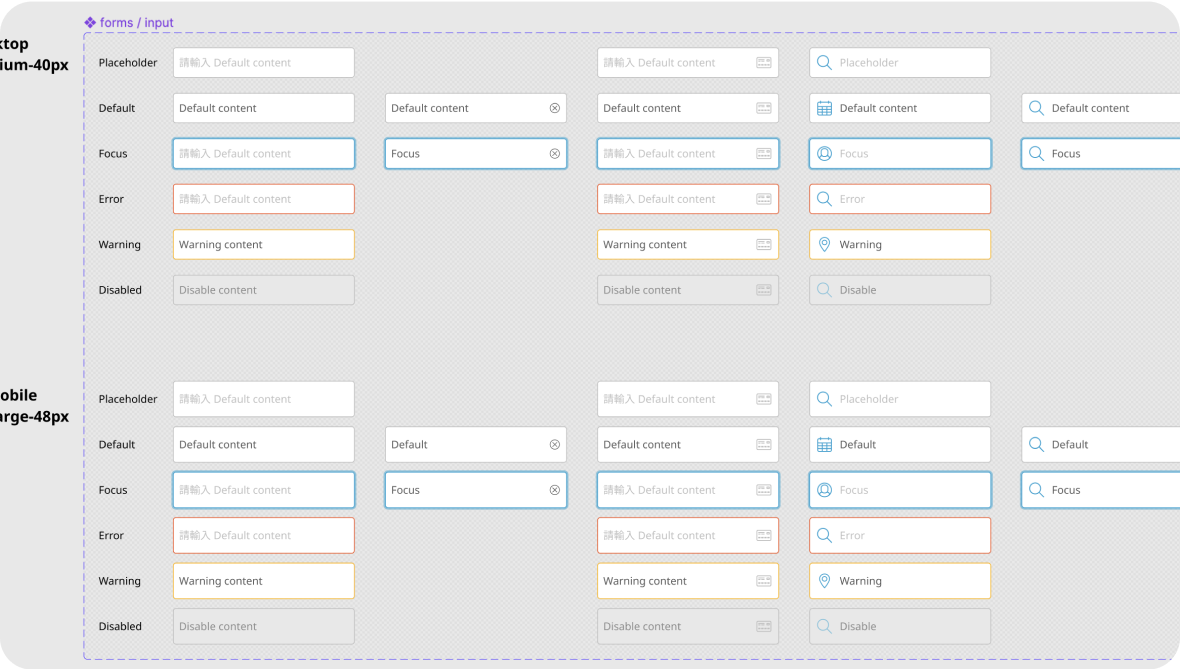 forms / input
ktop
ium-40px
Placeholder 請輸入 Default content 請輸入 Default content Placeholder
Default Default content Default content Default content Default content Default content
Focus 請輸入 Default content Focus 請輸入 Default content Focus Focus
Error 請輸入 Default content 請輸入 Default content Error
Warning Warning content Warning content Warning
Disabled Disable content Disable content Disable
obile
arge-48px
Placeholder 請輸入 Default content 請輸入 Default content Placeholder
Default Default content Default Default content Default Default
Focus 請輸入 Default content Focus 請輸入 Default content Focus Focus
Error 請輸入 Default content 請輸入 Default content Error
Warning Warning content Warning content Warning
Disabled Disable content Disable content Disable